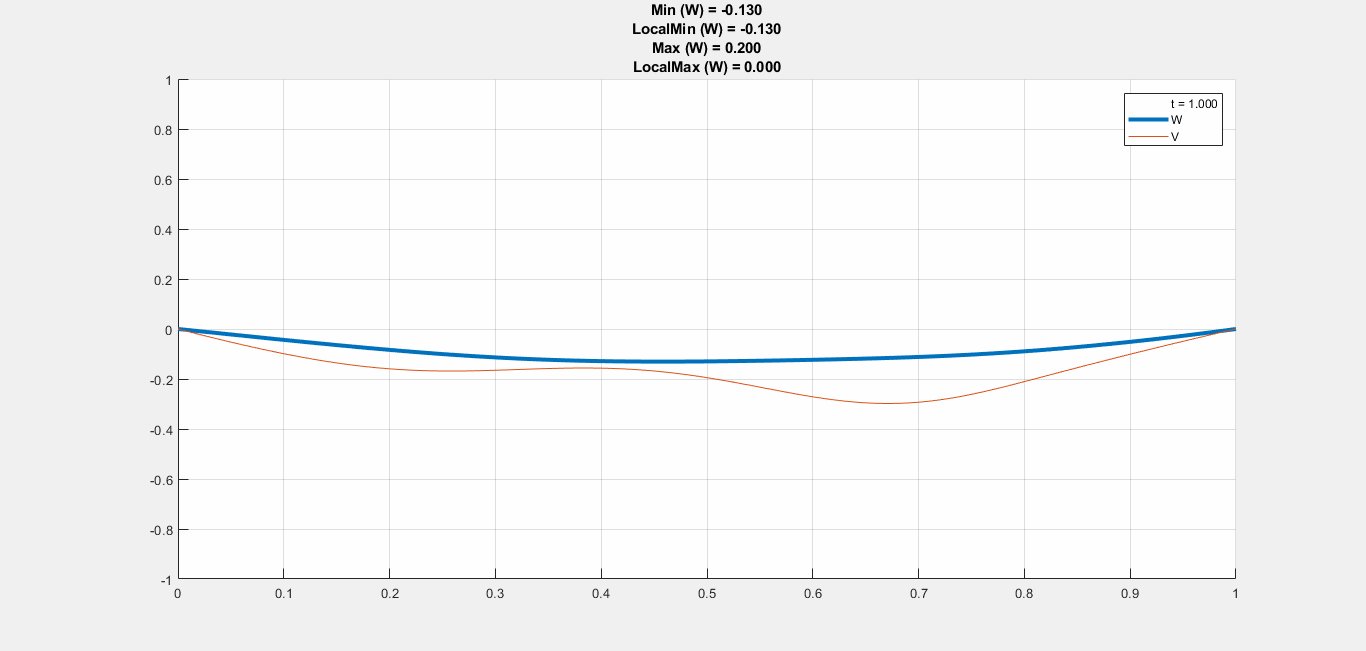 Min (W) = -0.130
LocalMin (W) = -0.130
Max (W) = 0.200
LocalMax (W) = 0.000
t = 1.000
W
V
1
0.8
0.6
0.4
0.2
0
-0.2
-0.4
-0.6
-0.8
-1
0 0.1 0.2 0.3 0.4 0.5 0.6 0.7 0.8 0.9 1